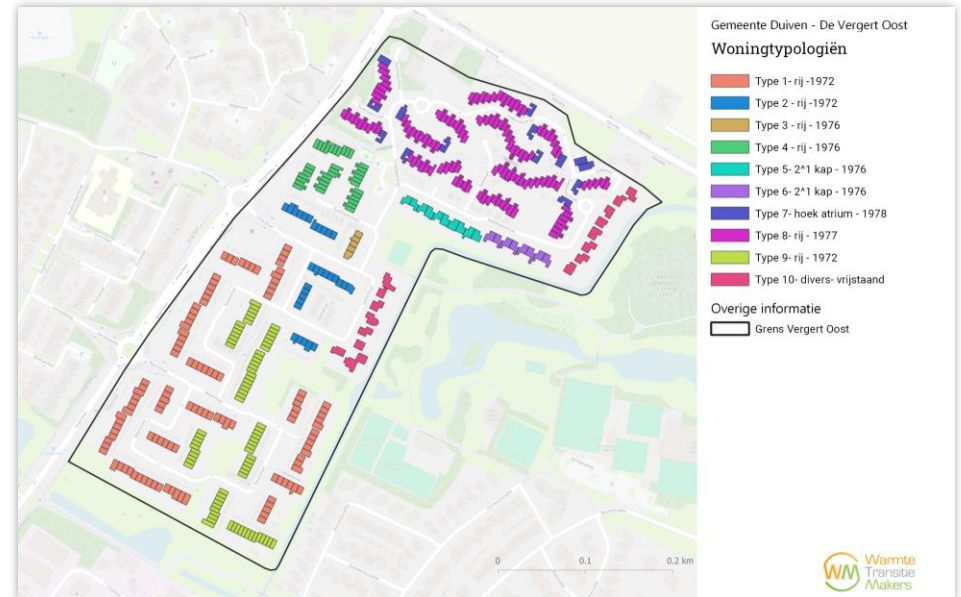 Gemeente Duiven - De Vergert Oost
Woningtypologiën
Type 1- rij -1972
Type 2 - rij -1972
Type 3 - rij - 1976
Type 4 - rij - 1976
Type 5- 2^1 kap - 1976
Type 6- 2^1 kap - 1976
Type 7- hoek atrium - 1978
Type 8- rij - 1977
Type 9- rij - 1972
Type 10- divers- vrijstaand
Overige informatie
Grens Vergert Oost
0 0.1 0.2 km
WM
Warmte
Transitie
Makers